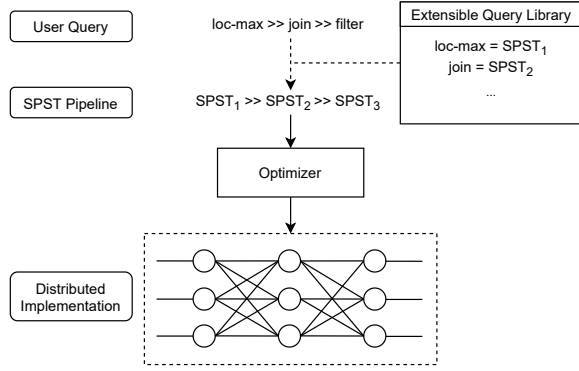 User Query
loc-max >> join >> filter
Extensible Query Library
loc-max = SPST1
join = SPST2
...
SPST Pipeline
SPST1 >> SPST2 >> SPST3
Optimizer
Distributed
Implementation